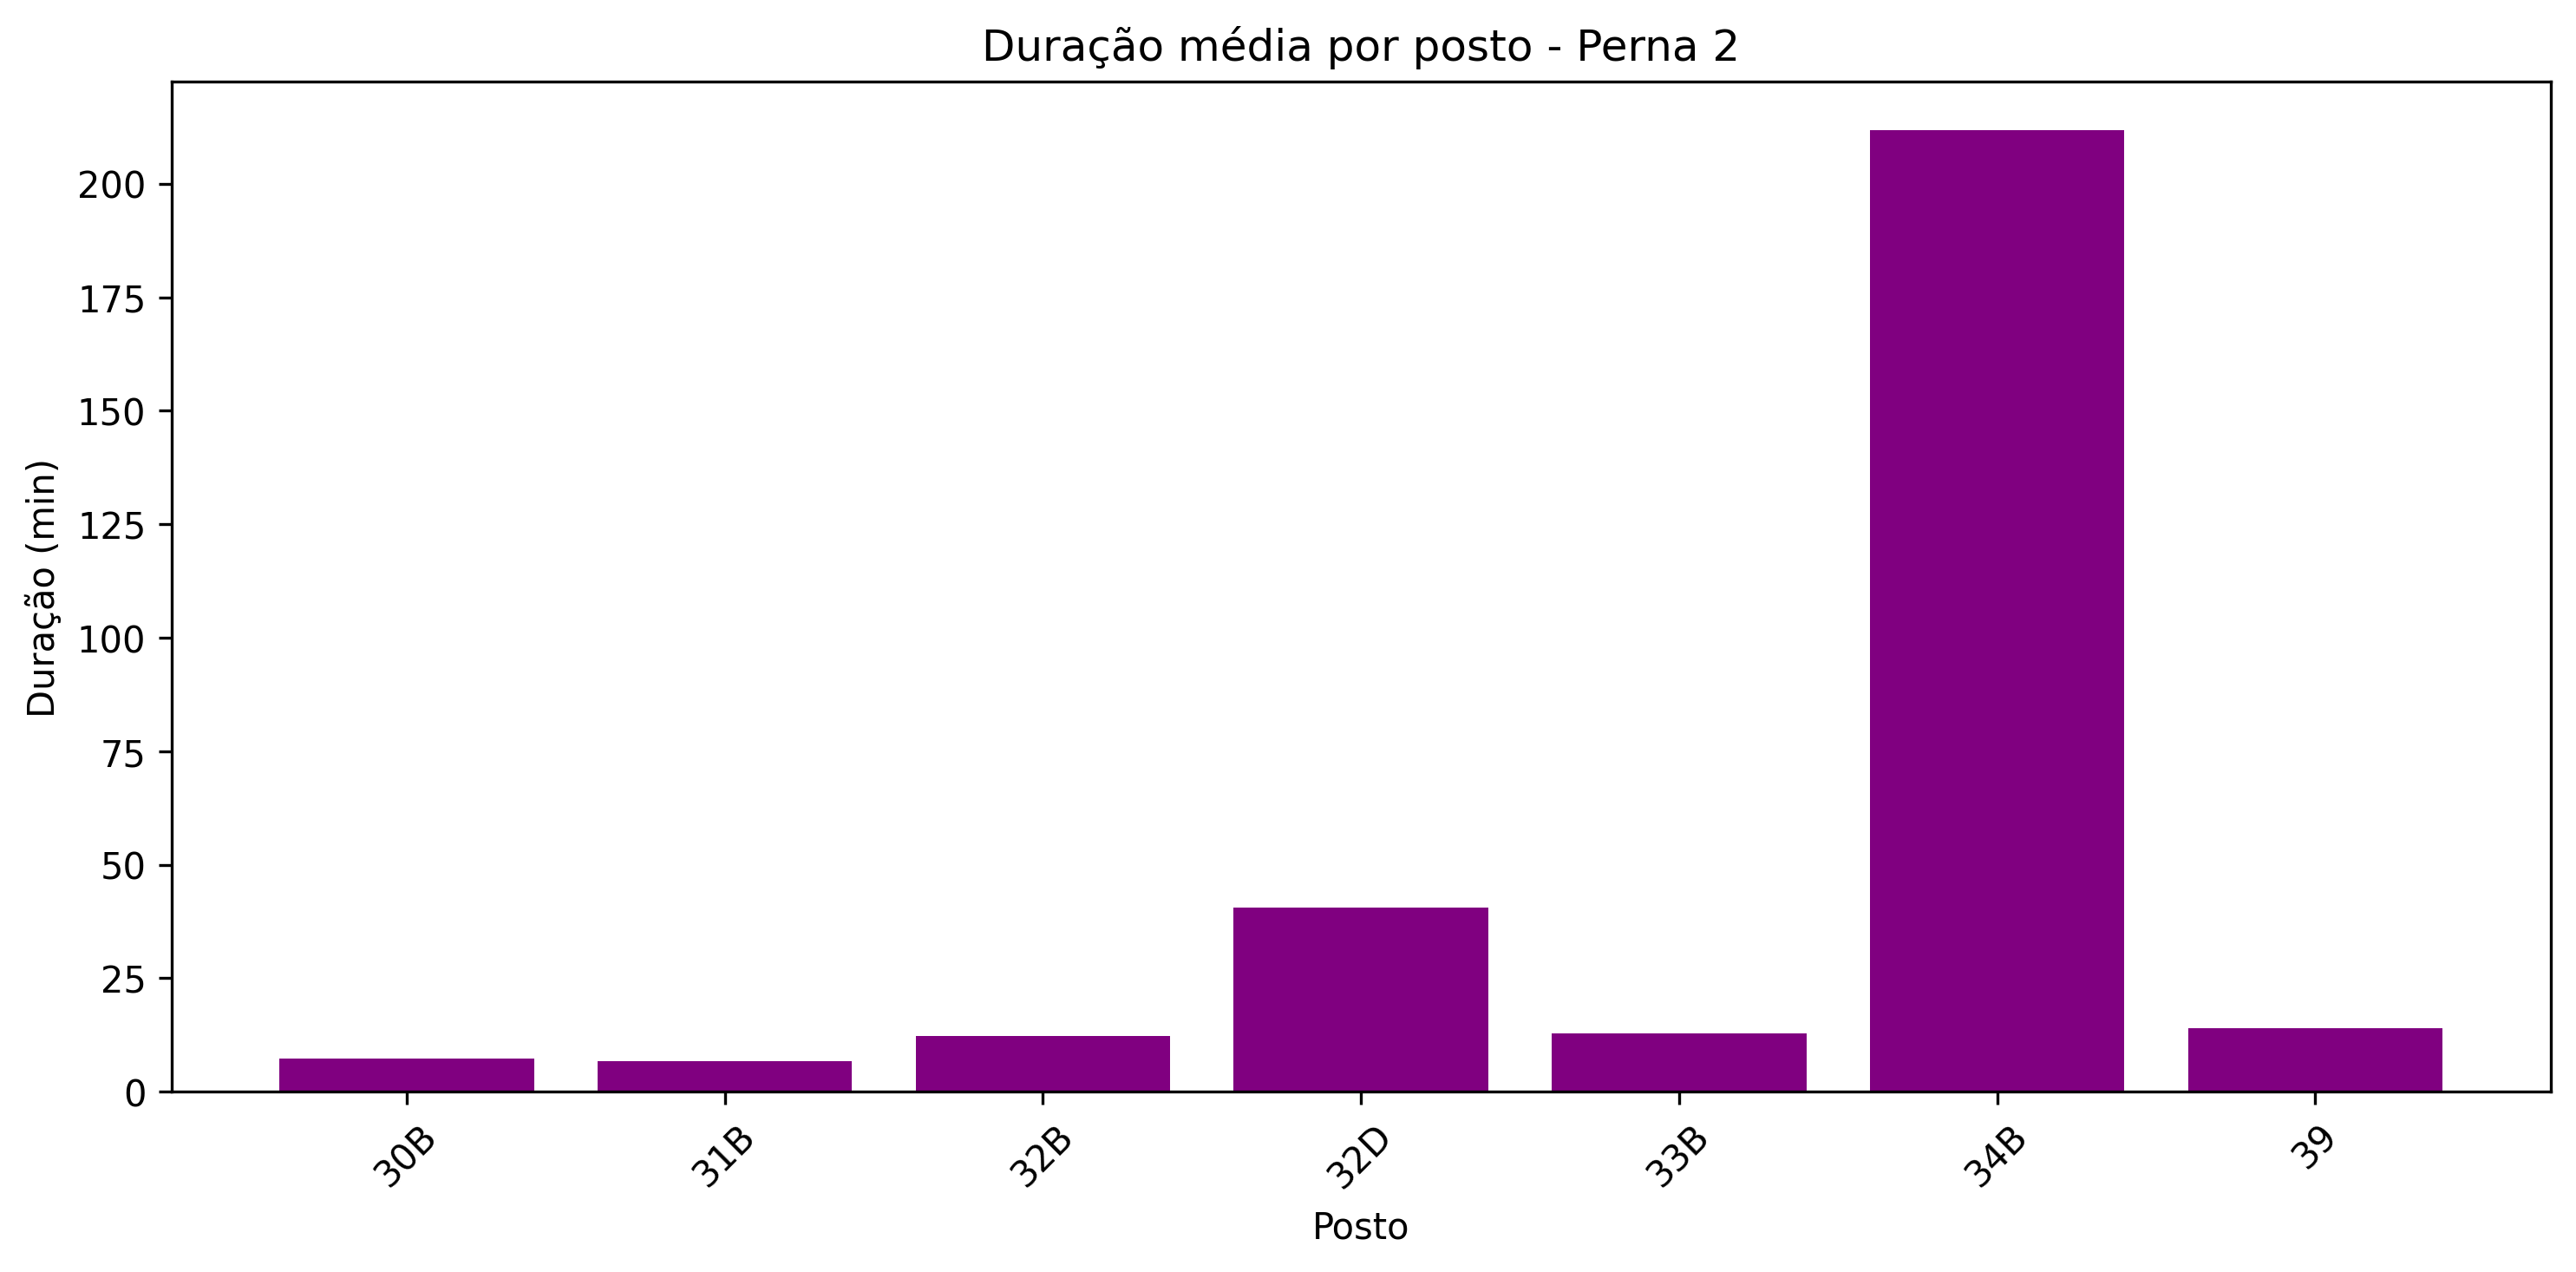 Duração média por posto - Perna 2
Duração (min)
200
175
150
125
100
75
50
25
0
30B
31B
32B
32D
33B
34B
39
Posto